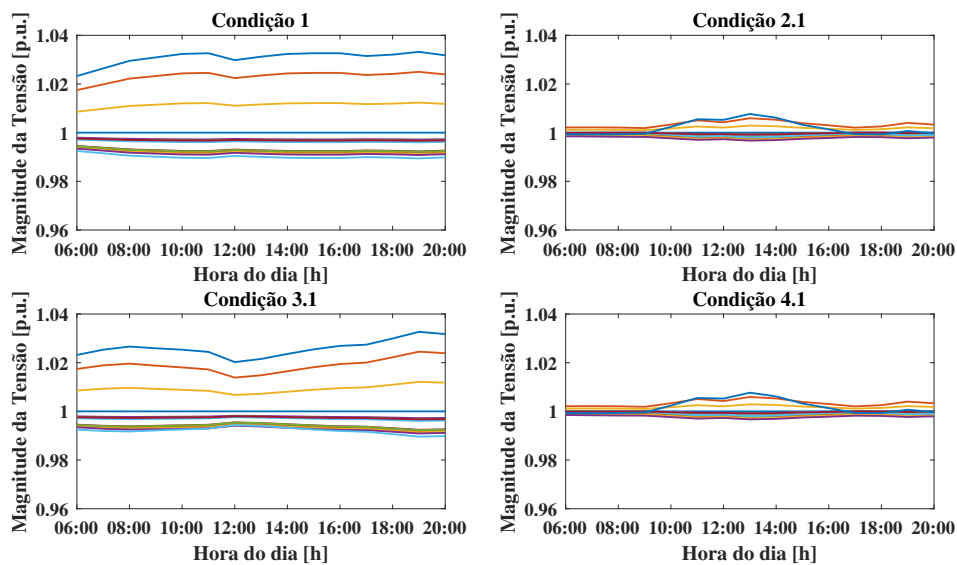 Condição 1
Magnitude da Tensão [p.u.]
1.04
1.02
1
0.98
0.96
06:00 08:00 10:00 12:00 14:00 16:00 18:00 20:00
Hora do dia [h]
Condição 2.1
Magnitude da Tensão [p.u.]
1.04
1.02
1
0.98
0.96
06:00 08:00 10:00 12:00 14:00 16:00 18:00 20:00
Hora do dia [h]
Condição 3.1
Magnitude da Tensão [p.u.]
1.04
1.02
1
0.98
0.96
06:00 08:00 10:00 12:00 14:00 16:00 18:00 20:00
Hora do dia [h]
Condição 4.1
Magnitude da Tensão [p.u.]
1.04
1.02
1
0.98
0.96
06:00 08:00 10:00 12:00 14:00 16:00 18:00 20:00
Hora do dia [h]